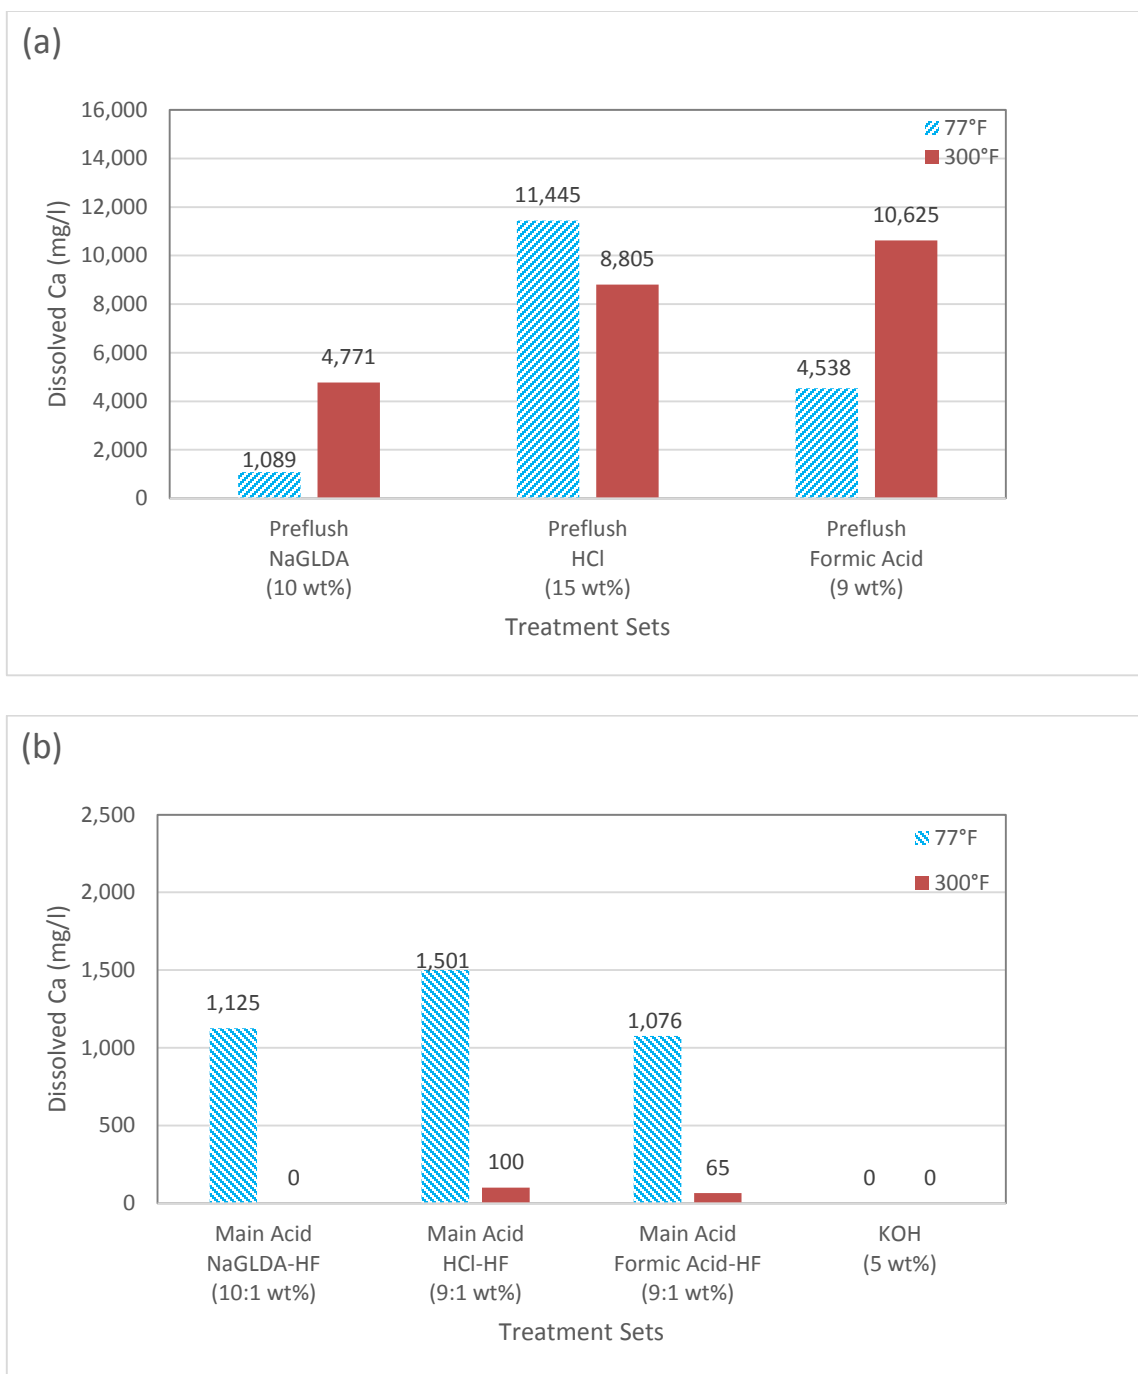 (a)
16,000
14,000
12,000
10,000
8,000
6,000
4,000
2,000
0
Dissolved Ca (mg/l)
77°F
300°F
1,089
4,771
11,445
8,805
4,538
10,625
Preflush
NaGLDA
(10 wt%)
Preflush
HCl
(15 wt%)
Preflush
Formic Acid
(9 wt%)
Treatment Sets
(b)
2,500
2,000
1,500
1,000
500
0
Dissolved Ca (mg/l)
77°F
300°F
1,125
0
1,501
100
1,076
65
0
0
Main Acid
NaGLDA-HF
(10:1 wt%)
Main Acid
HCl-HF
(9:1 wt%)
Main Acid
Formic Acid-HF
(9:1 wt%)
KOH
(5 wt%)
Treatment Sets